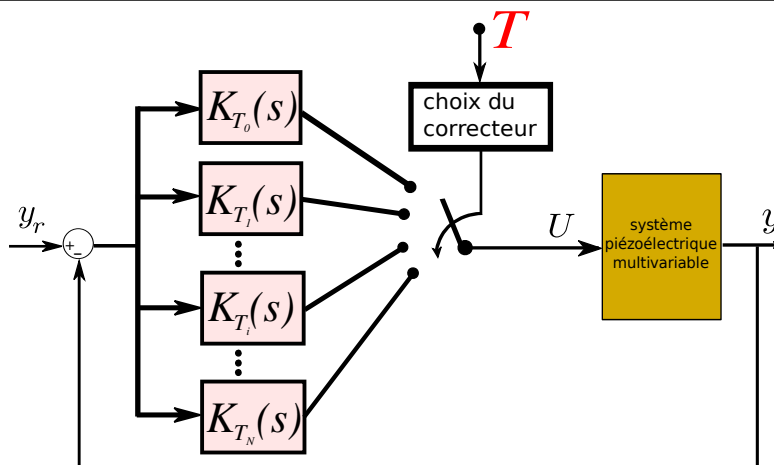 T
choix du
correcteur
K_{T_0}(s)
K_{T_1}(s)
K_{T_i}(s)
K_{T_N}(s)
y_r
+
−
U
système
piézoélectrique
multivariable
y